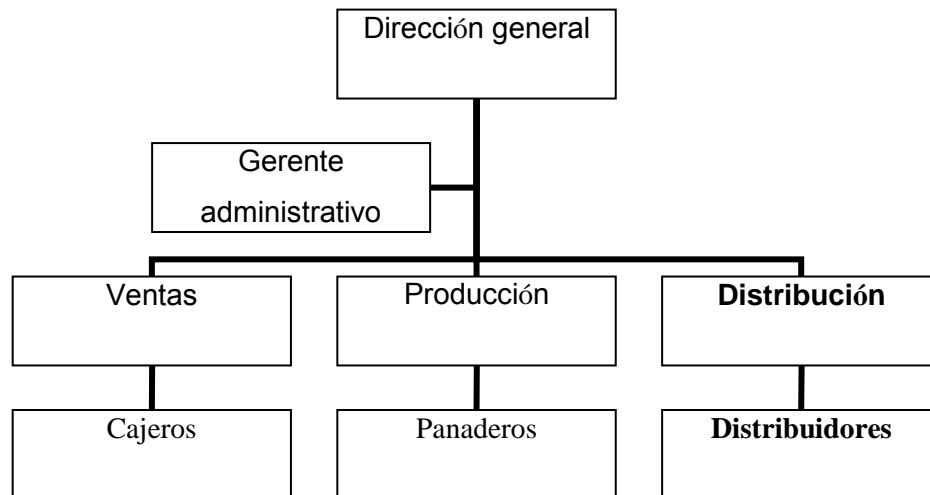 Dirección general
Gerente
administrativo
Ventas
Producción
Distribución
Cajeros
Panaderos
Distribuidores